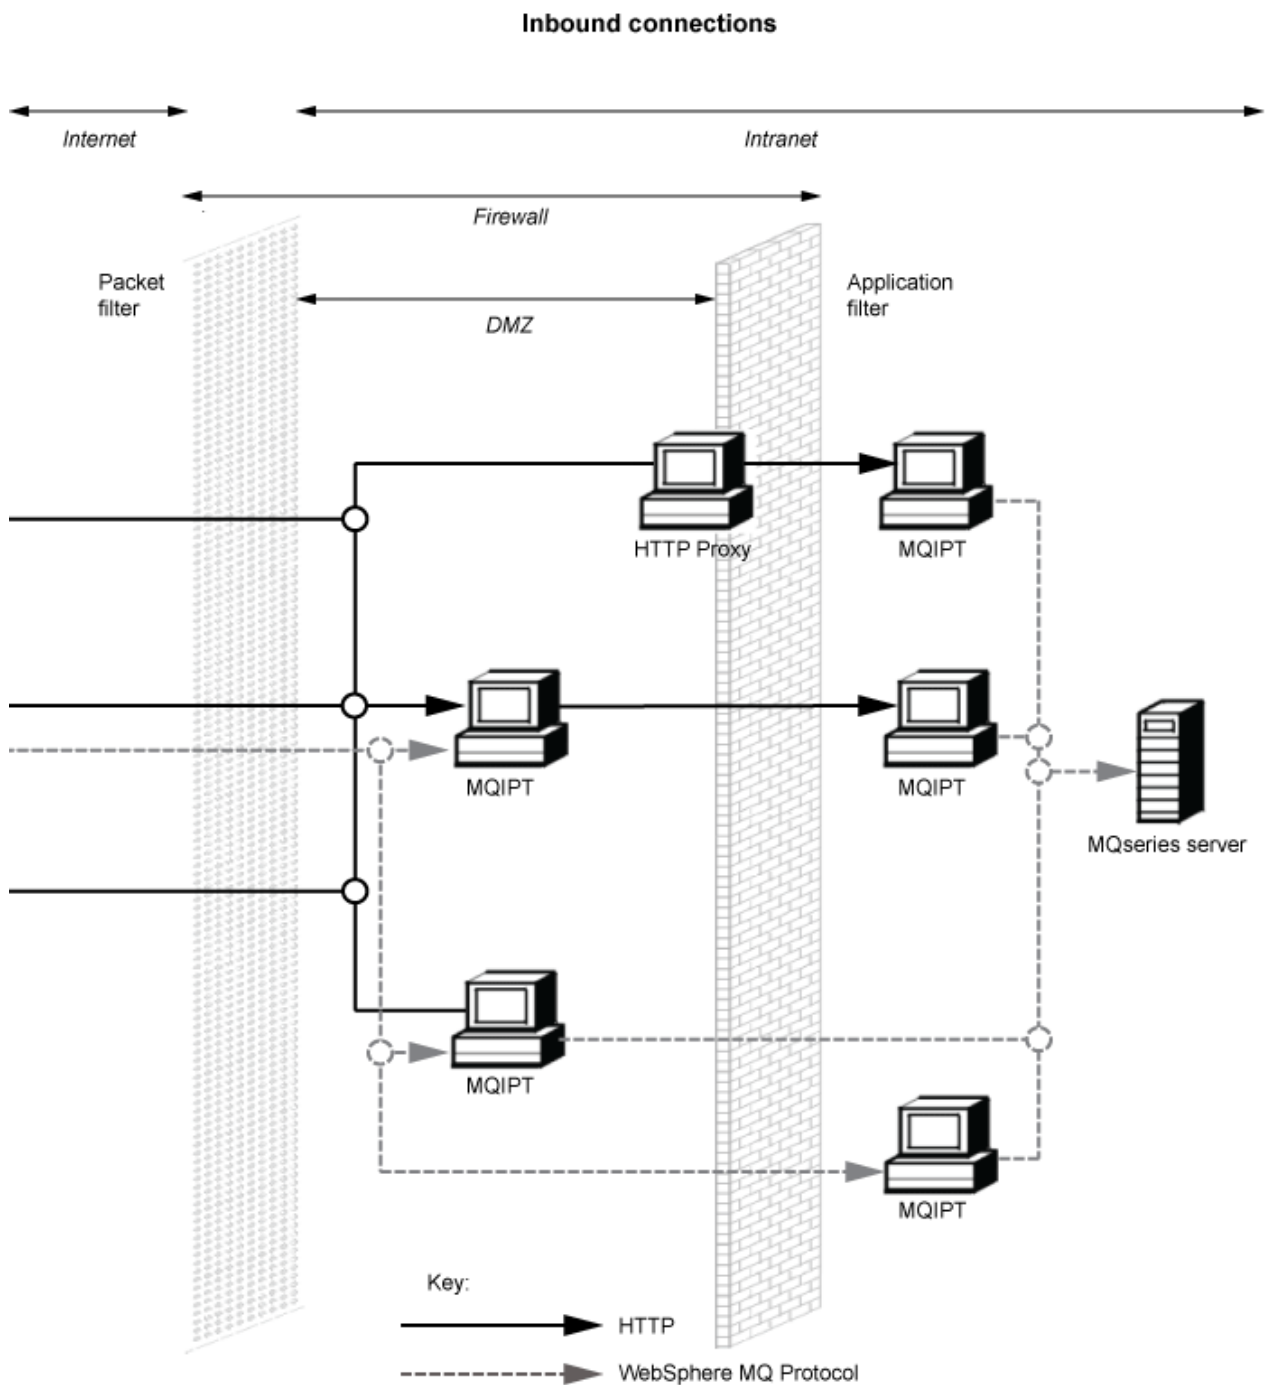 Inbound connections
Internet
Intranet
Firewall
Packet
filter
Application
filter
DMZ
HTTP Proxy
MQIPT
MQIPT
MQIPT
MQseries server
MQIPT
MQIPT
Key:
HTTP
WebSphere MQ Protocol